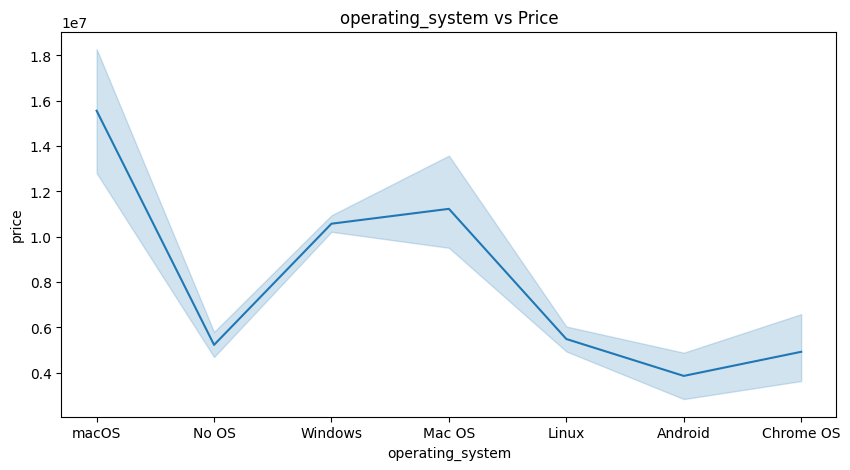 operating_system vs Price
1e7
1.8
1.6
1.4
1.2
1.0
0.8
0.6
0.4
price
macOS No OS Windows Mac OS Linux Android Chrome OS
operating_system